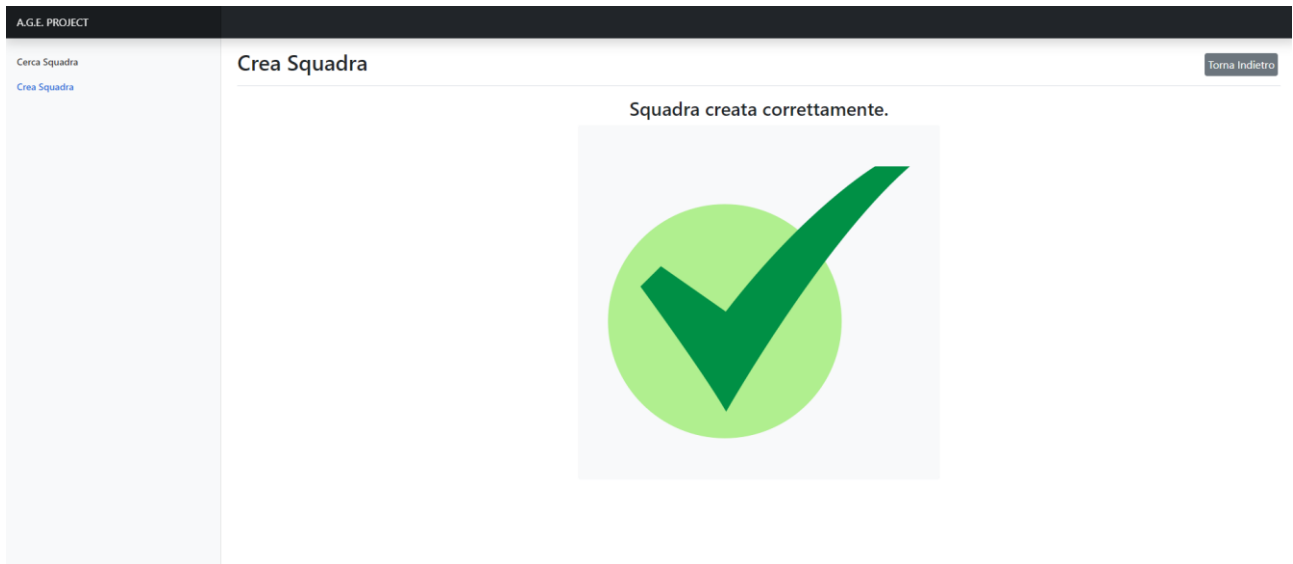 A.G.E. PROJECT
Cerca Squadra
Crea Squadra
Crea Squadra
Torna Indietro
Squadra creata correttamente.